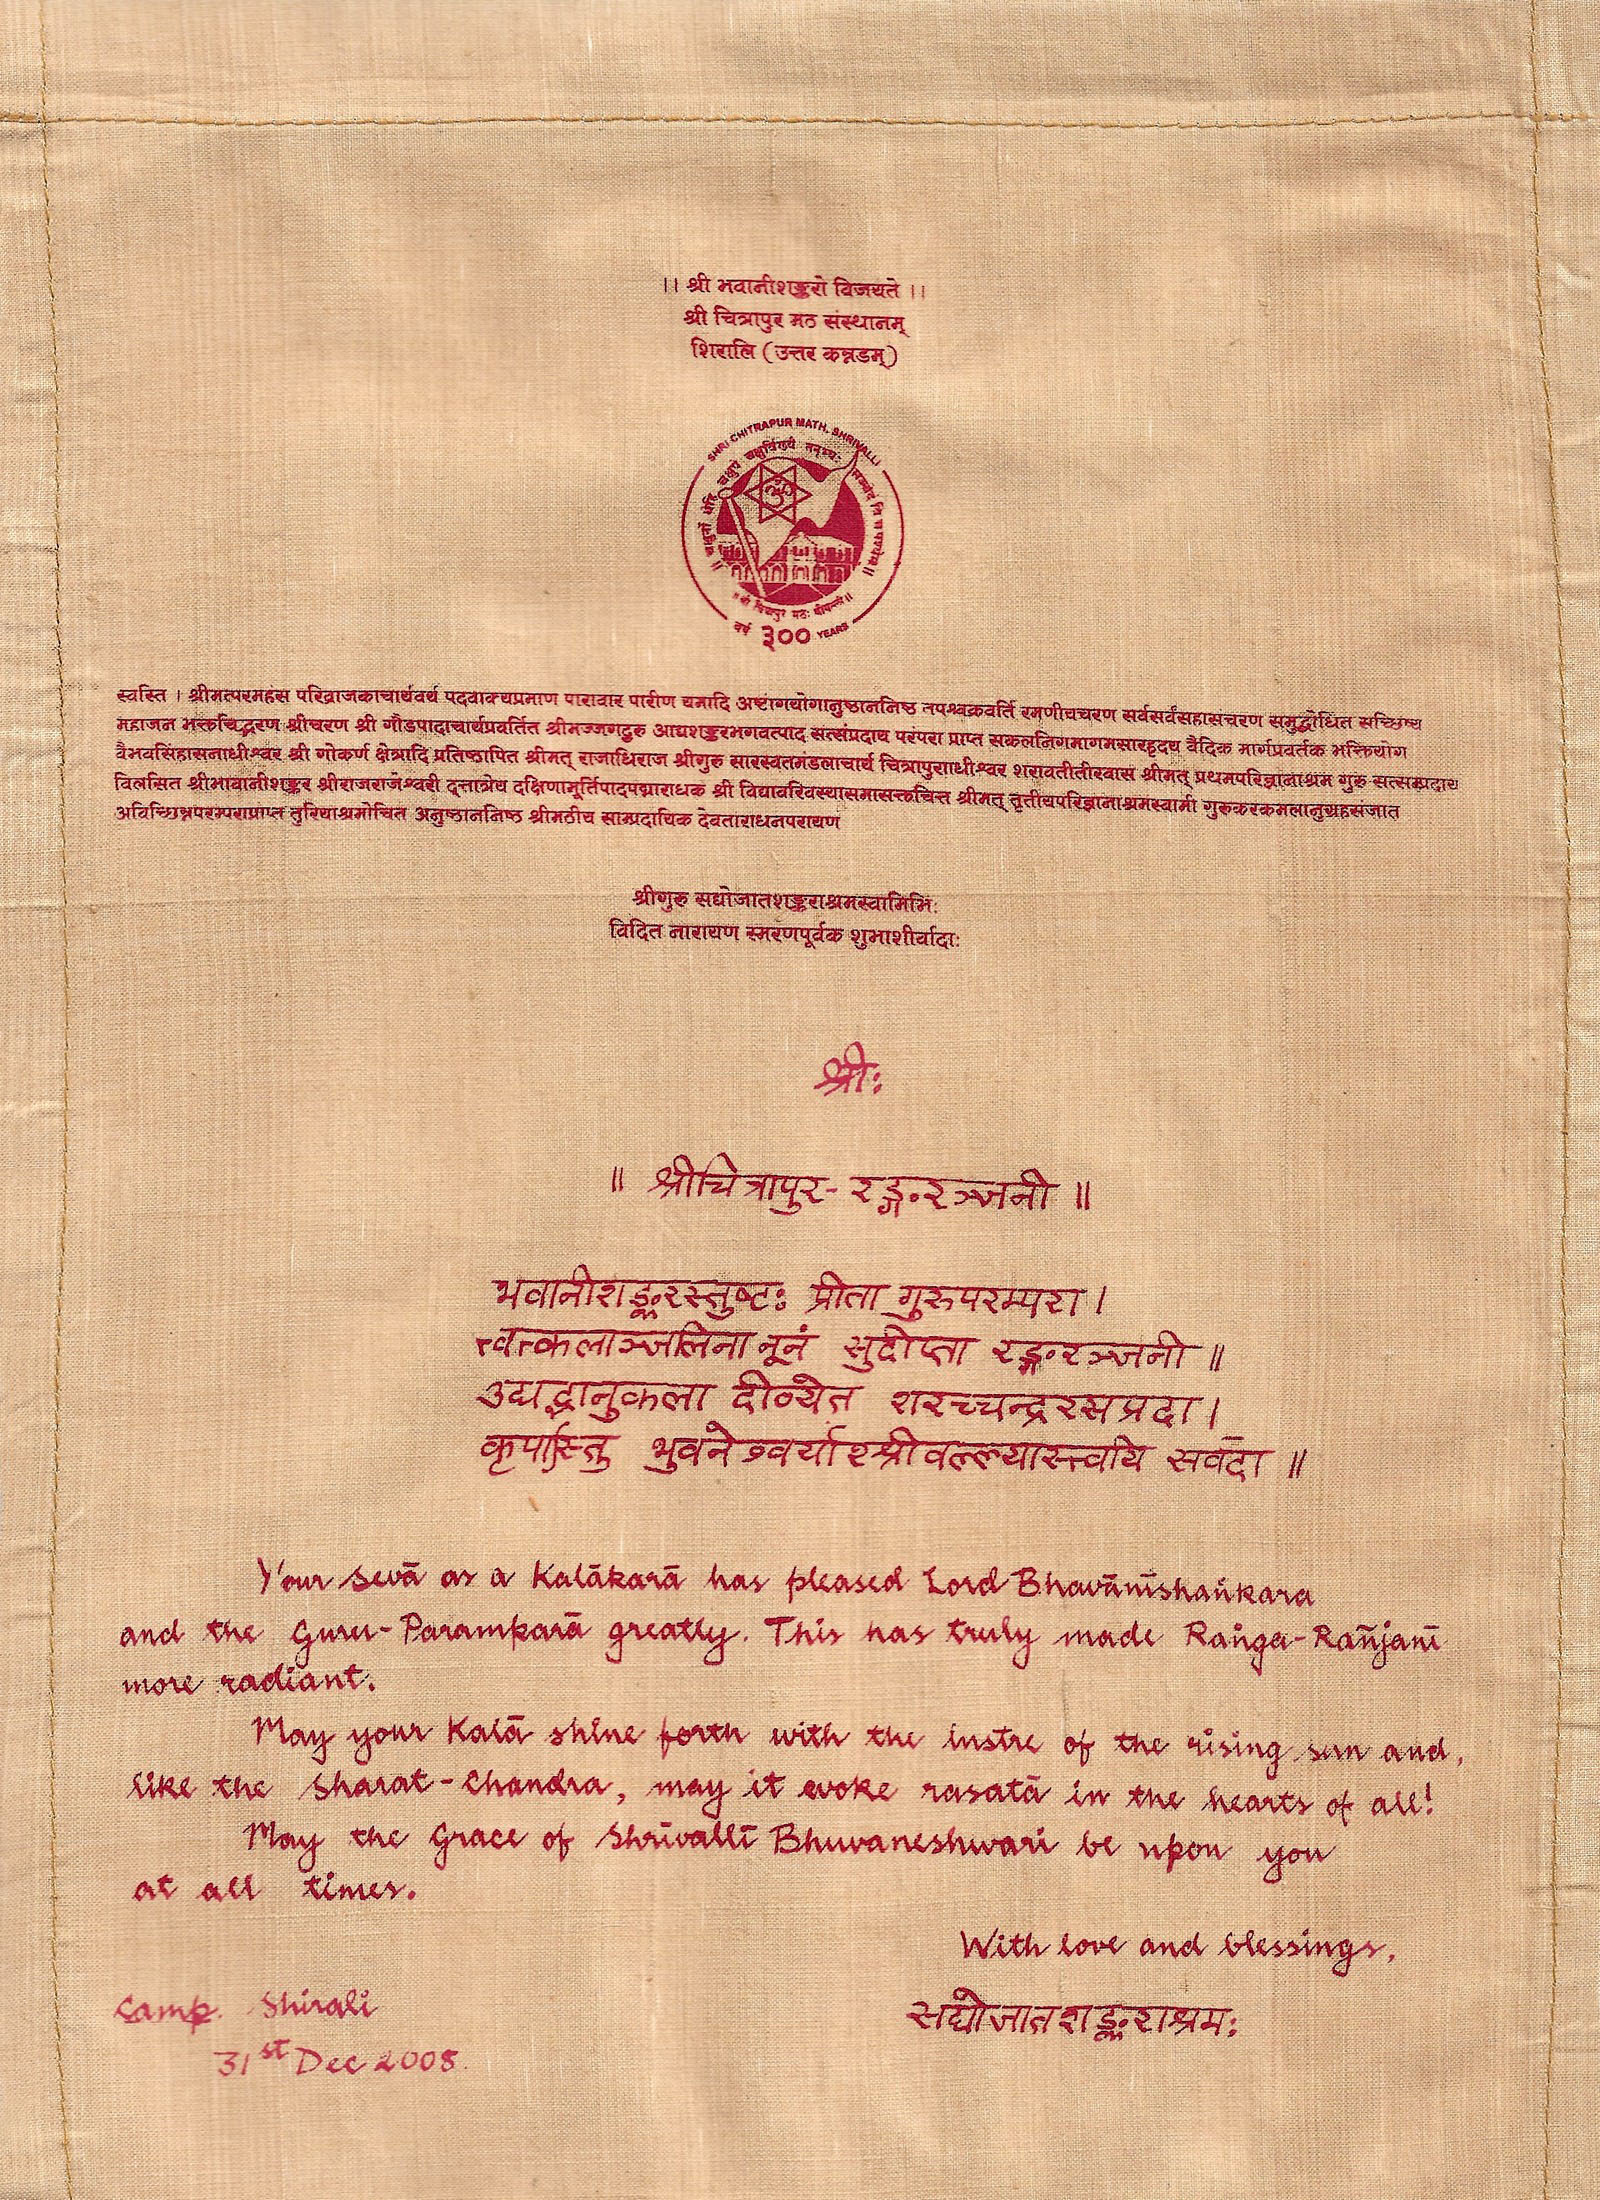 ।। श्री भवानीशङ्करो विजयते ।।
श्री चित्रापुर मठ संस्थानम्
शिरालि (उत्तर कन्नडम्)
SHRI CHITRAPUR MATH, SHRIVALLI
वर्ष ३०० YEARS
स्वस्ति । श्रीमत्परमहंस परिव्राजकाचार्यवर्य पदवाक्यप्रमाण पारावार पारीण यमादि अष्टांगयोगानुष्ठाननिष्ठ तपश्चक्रवर्ति रमणीयचरण सर्वसर्वंसहासचरण समुद्बोधित सच्छिष्य
महाजन भक्तचिद्भरण श्रीचरण श्री गौडपादाचार्यप्रवर्तित श्रीमज्जगद्गुरु आद्यशङ्करभगवत्पाद सत्संप्रदाय परंपरा प्राप्त सकलनिगमागमसारहृदय वैदिक मार्गप्रवर्तक भक्तियोग
वैभवसिंहासनाधीश्वर श्री गोकर्ण क्षेत्रादि प्रतिष्ठापित श्रीमत् राजाधिराज श्रीगुरु सारस्वतमंडलाचार्य चित्रापुराधीश्वर शरावतीतीरवास श्रीमत् प्रथमपरिज्ञानाश्रम गुरु सत्सम्प्रदाय
विलसित श्रीभावानीशङ्कर श्रीराजराजेश्वरी दत्तात्रेय दक्षिणामूर्तिपादपद्माराधक श्री विद्यावरिवस्यासमासक्तचित्त श्रीमत् तृतीयपरिज्ञानाश्रमस्वामी गुरुकरकमलानुग्रहसंजात
अविच्छिन्नपरम्पराप्राप्त तुरियाश्रमोचित अनुष्ठाननिष्ठ श्रीमठीय साम्प्रदायिक देवताराधनपरायण
श्रीगुरु सद्योजातशङ्कराश्रमस्वामिभिः
विदित नारायण स्मरणपूर्वक शुभाशीर्वादाः
श्रीः
॥ श्रीचित्रापुर-रङ्गरञ्जनी ॥
भवानीशङ्करस्तुष्टः प्रीता गुरुपरम्परा ।
त्वत्कलाञ्जलिना नूनं सुदीप्ता रङ्गरञ्जनी ॥
उद्यद्भानुकला दीव्येत शरच्चन्द्ररसप्रदा ।
कृपास्तु भुवनेश्वर्याश्श्रीवल्ल्यास्त्वयि सर्वदा ॥
Your Sevā as a Kalākarā has pleased Lord Bhavānīshaṅkara
and the Guru-Paramparā greatly. This has truly made Raṅga-Rañjanī
more radiant.
May your Kalā shine forth with the lustre of the rising sun and,
like the Sharat-Chandra, may it evoke rasatā in the hearts of all!
May the Grace of Shrīvallī Bhuvaneshwari be upon you
at all times.
With love and blessings,
सद्योजातशङ्कराश्रमः
Camp. Shirali
31st Dec 2008.